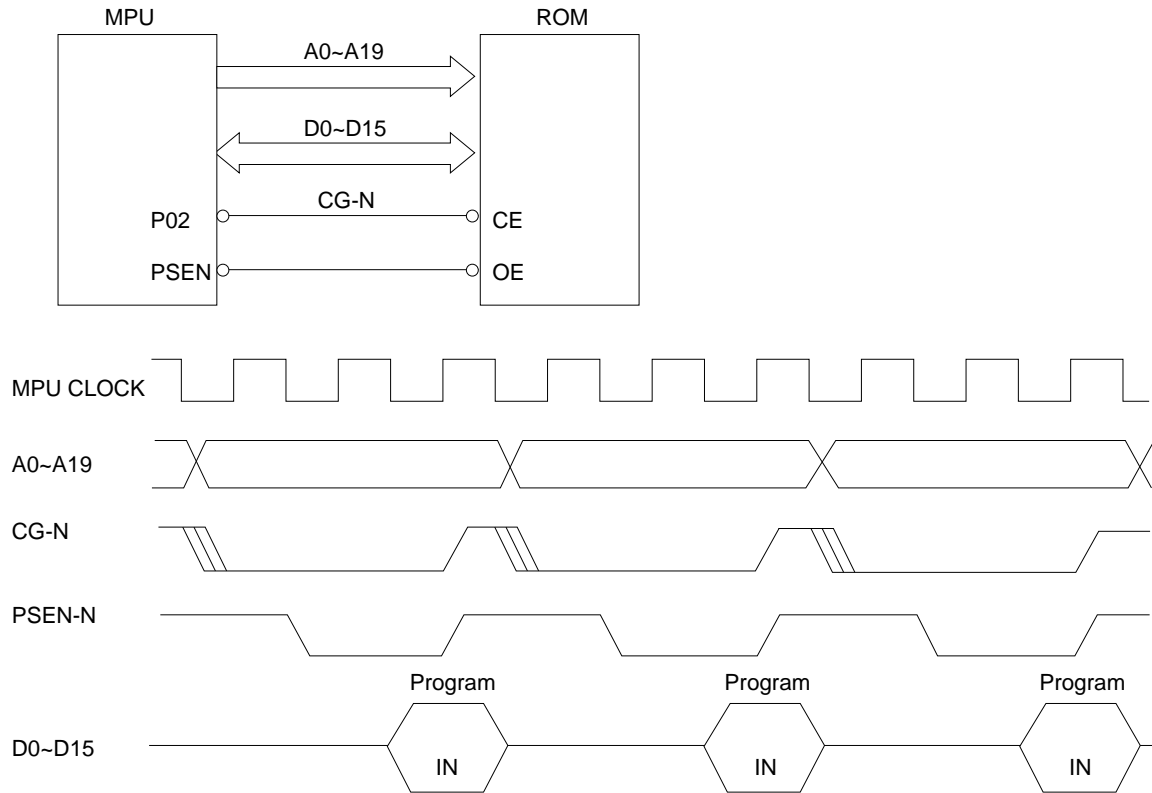 MPU ROM
A0~A19
D0~D15
CG-N
P02 CE
PSEN OE
MPU CLOCK
A0~A19
CG-N
PSEN-N
Program Program Program
D0~D15
IN IN IN